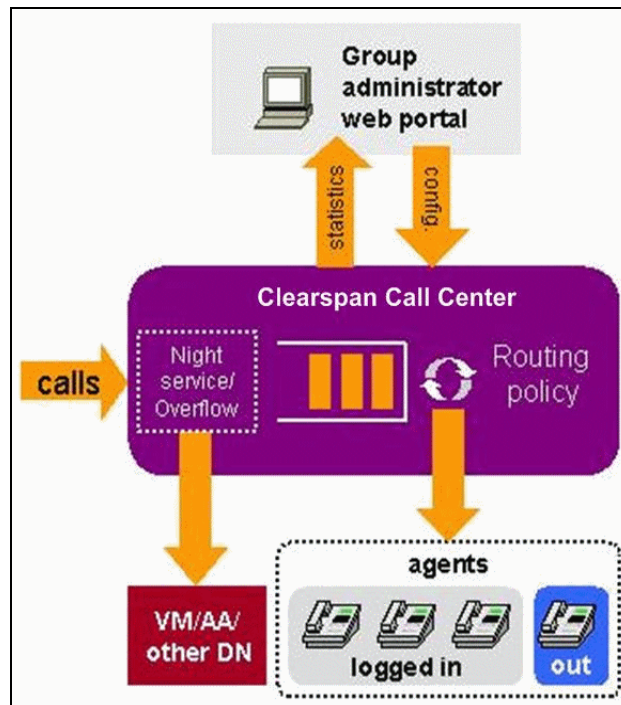 Group
administrator
web portal
statistics
config.
Clearspan Call Center
calls
Night
service/
Overflow
Routing
policy
VM/AA/
other DN
agents
logged in
out